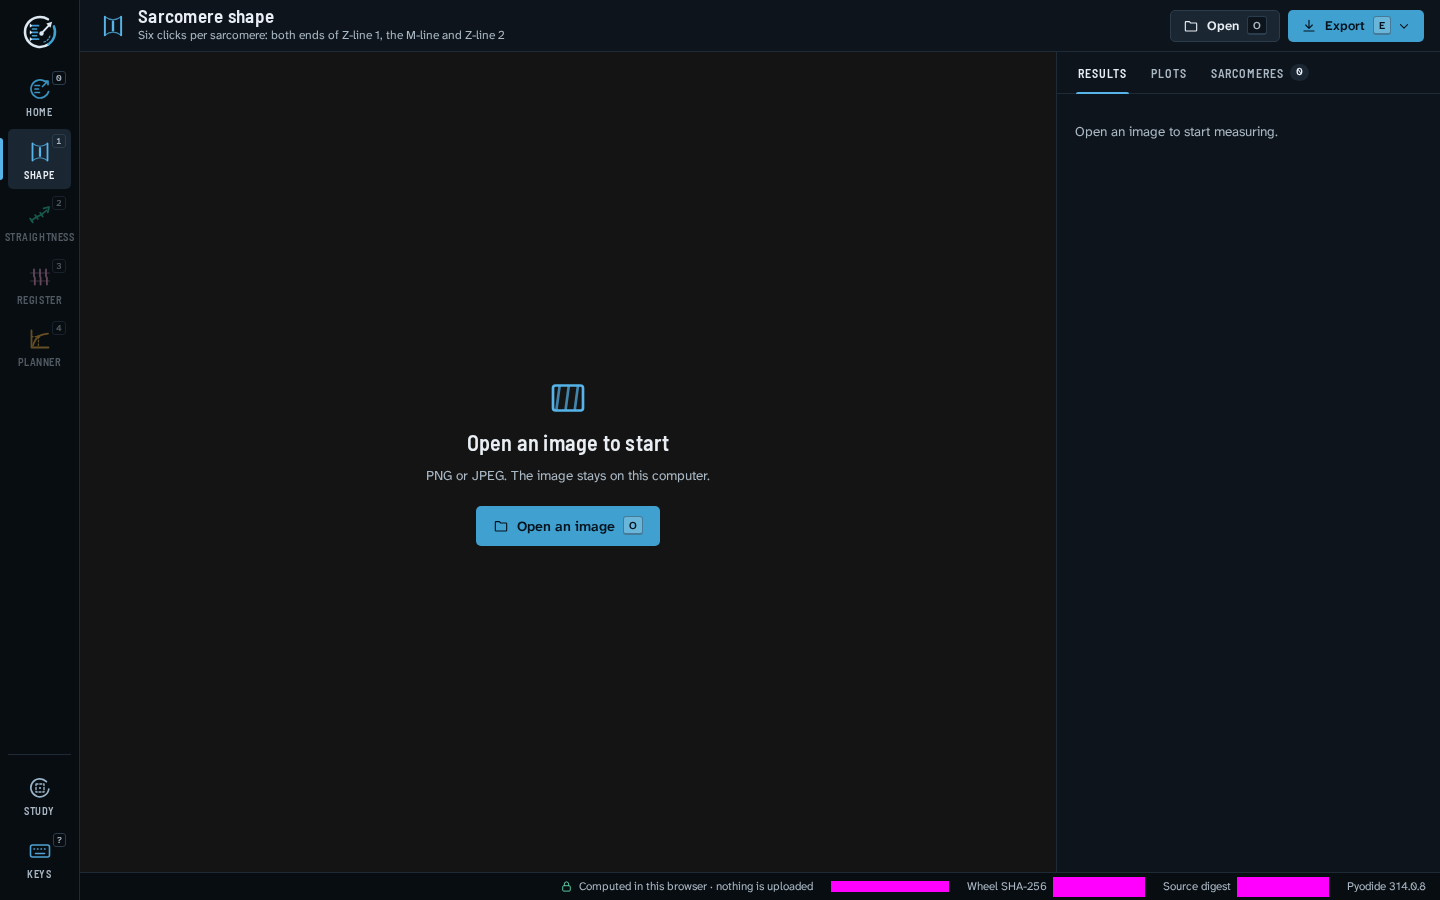 Sarcomere shape
Six clicks per sarcomere: both ends of Z-line 1, the M-line and Z-line 2
Open O
Export E
0
HOME
1
SHAPE
2
STRAIGHTNESS
3
REGISTER
4
PLANNER
STUDY
?
KEYS
Open an image to start
PNG or JPEG. The image stays on this computer.
Open an image O
RESULTS PLOTS SARCOMERES 0
Open an image to start measuring.
Computed in this browser · nothing is uploaded
Wheel SHA-256
Source digest
Pyodide 314.0.8